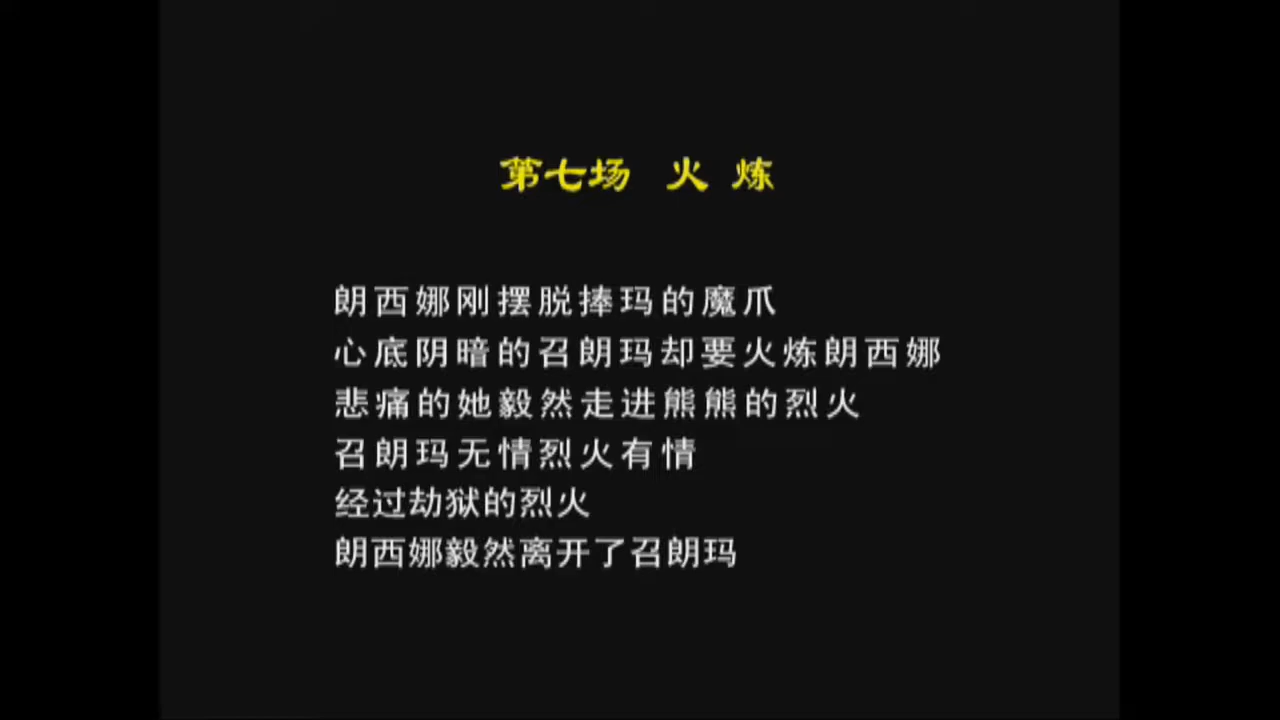 第七场 火 炼
朗西娜刚摆脱捧玛的魔爪
心底阴暗的召朗玛却要火炼朗西娜
悲痛的她毅然走进熊熊的烈火
召朗玛无情烈火有情
经过劫狱的烈火
朗西娜毅然离开了召朗玛